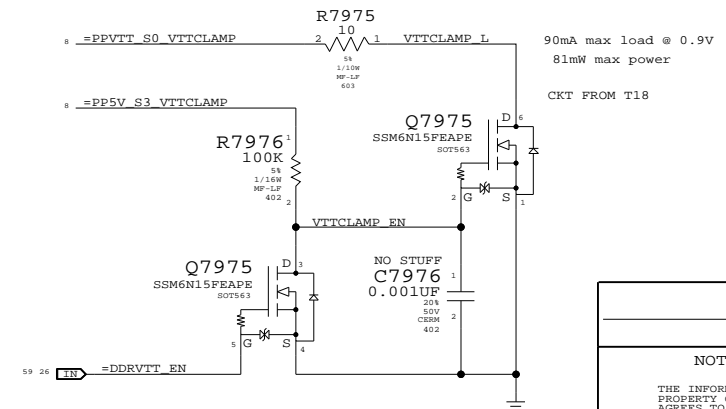 R7975
10
8 =PPVTT_S0_VTTCLAMP 2 1 VTTCLAMP_L
5%
1/10W
MF-LF
603
90mA max load @ 0.9V
81mW max power
CKT FROM T18
8 =PP5V_S3_VTTCLAMP
Q7975
SSM6N15FEAPE
SOT563
D 6
2 G S 1
R7976 1
100K
5%
1/16W
MF-LF
402
2
VTTCLAMP_EN
Q7975
SSM6N15FEAPE
SOT563
D 3
5 G S 4
NO STUFF
C7976 1
0.001UF
20%
50V
CERM
402
2
59 26 IN =DDRVTT_EN
NOT
THE INFOR
PROPERTY
AGREES TO